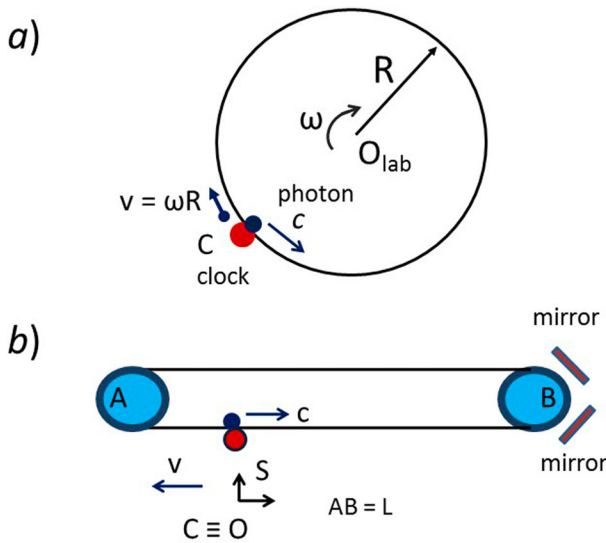 a)
R
ω
O_lab
photon
v = ωR
c
C
clock
mirror
b)
A
B
c
v
S
mirror
AB = L
C ≡ O